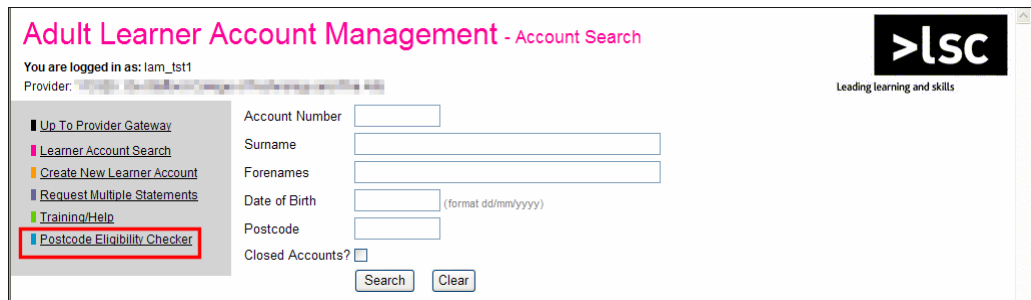 Adult Learner Account Management - Account Search
>lsc
Leading learning and skills
You are logged in as: lam_tst1
Provider:
Up To Provider Gateway
Learner Account Search
Create New Learner Account
Request Multiple Statements
Training/Help
Postcode Eligibility Checker
Account Number
Surname
Forenames
Date of Birth (format dd/mm/yyyy)
Postcode
Closed Accounts?
Search Clear